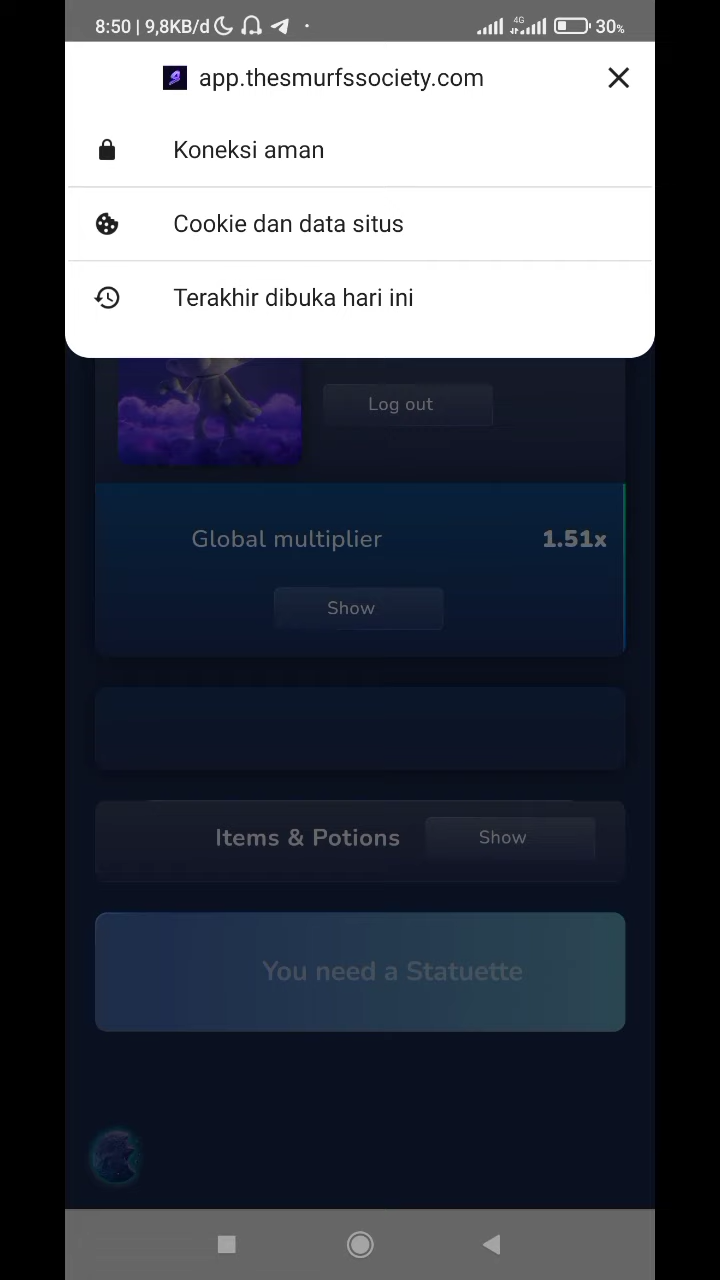 8:50 | 9,8KB/d
4G
30%
app.thesmurfssociety.com
Koneksi aman
Cookie dan data situs
Terakhir dibuka hari ini
Log out
Global multiplier 1.51x
Show
Items & Potions Show
You need a Statuette